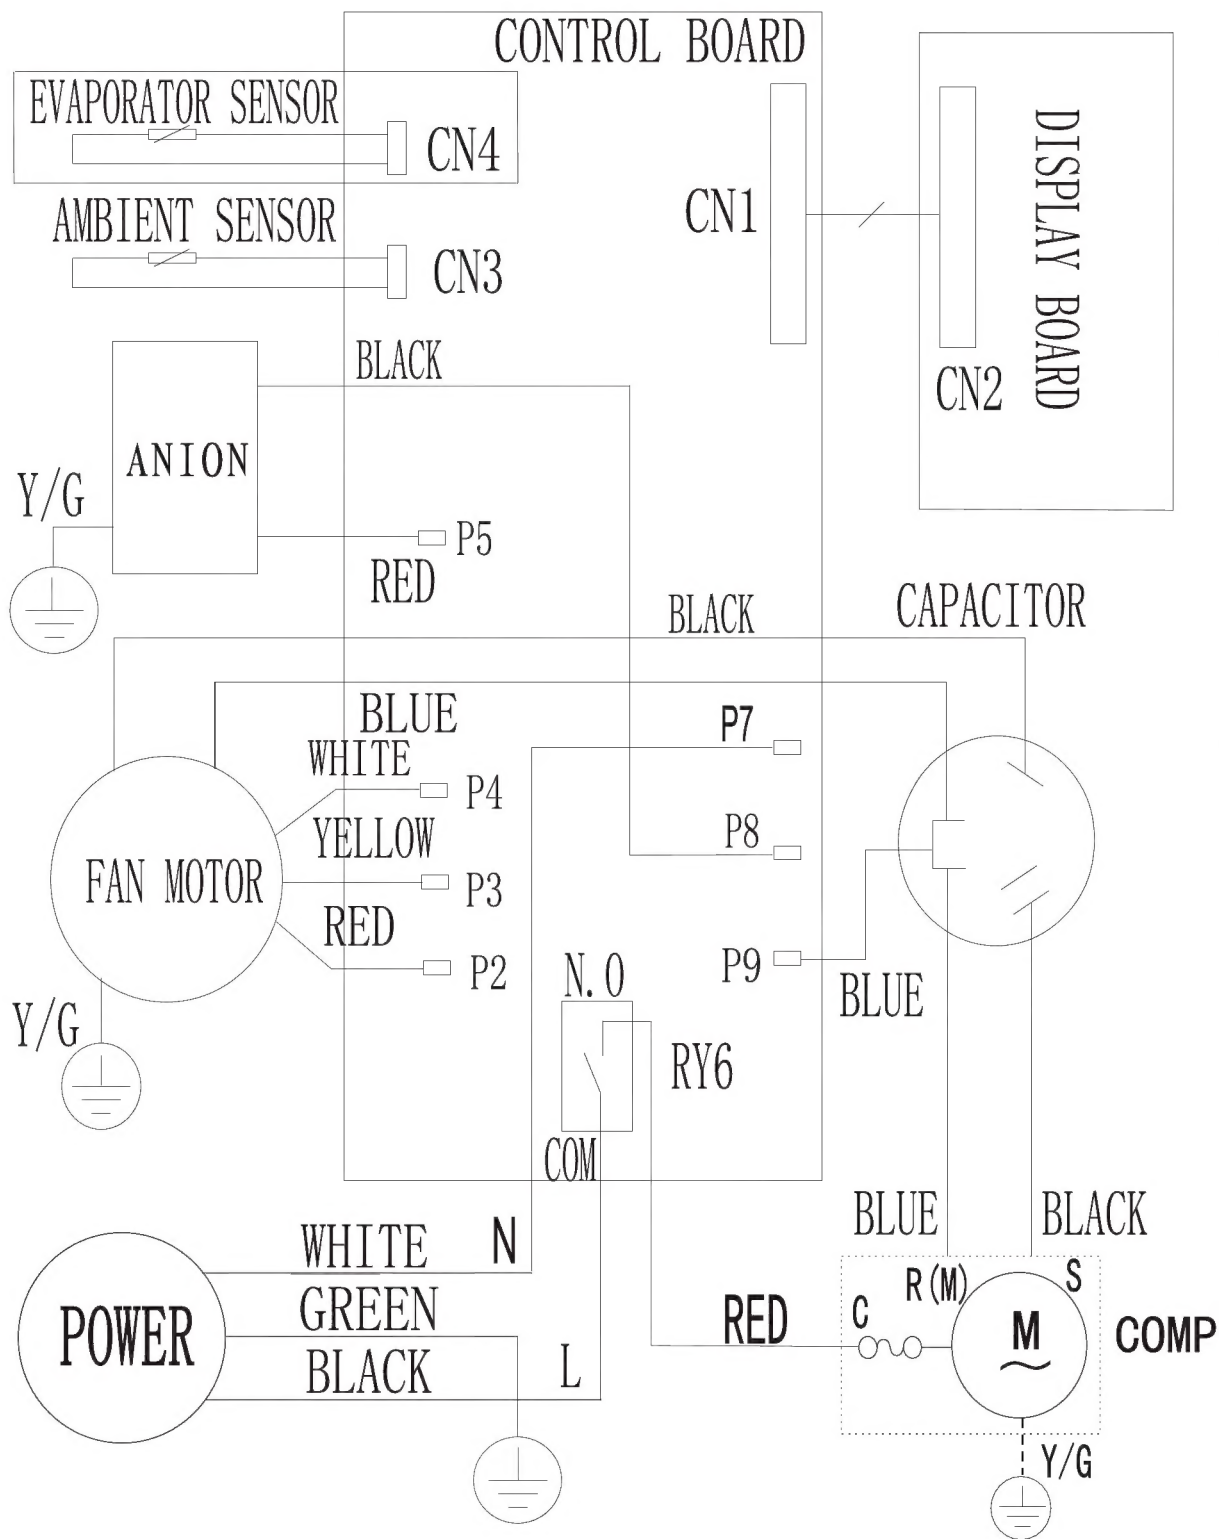 CONTROL BOARD
EVAPORATOR SENSOR
CN4
DISPLAY BOARD
CN1
AMBIENT SENSOR
CN3
BLACK
CN2
ANION
Y/G
P5
RED
BLACK
CAPACITOR
BLUE
P7
WHITE
P4
YELLOW
P8
FAN MOTOR
P3
RED
P2
P9
N.O
BLUE
Y/G
RY6
COM
BLUE
BLACK
WHITE
N
GREEN
R(M)
S
C
RED
M
COMP
POWER
BLACK
L
Y/G